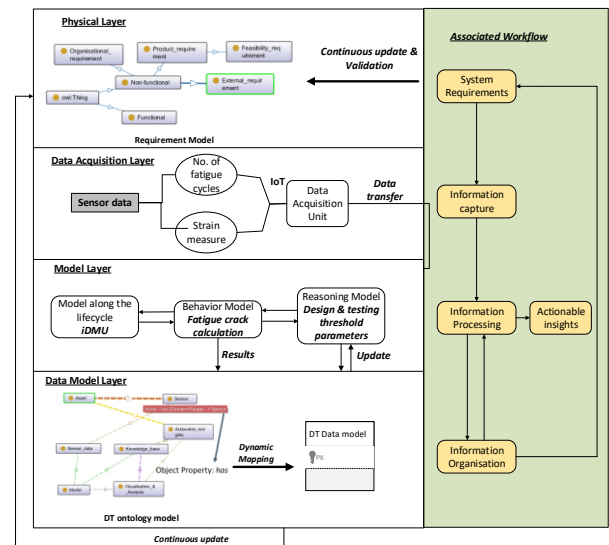 Physical Layer
Organisational_
requirement
Product_require
ment
Feasibility_req
uirement
Non-functional
External_requir
ement
owl:Thing
Functional
Requirement Model
Continuous update &
Validation
Associated Workflow
System
Requirements
Data Acquisition Layer
No. of
fatigue
cycles
IoT
Sensor data
Data
Acquisition
Unit
Data
transfer
Strain
measure
Information
capture
Model Layer
Model along the
lifecycle
iDMU
Behavior Model
Fatigue crack
calculation
Reasoning Model
Design & testing
threshold
parameters
Results
Update
Information
Processing
Actionable
insights
Data Model Layer
Asset
Sensor
Actionable_insi
ghts
Sensor_data
Knowledge_base
Object Property: has
Model
Visualisation_&
_Analysis
DT ontology model
Dynamic
Mapping
DT Data model
PK
Information
Organisation
Continuous update